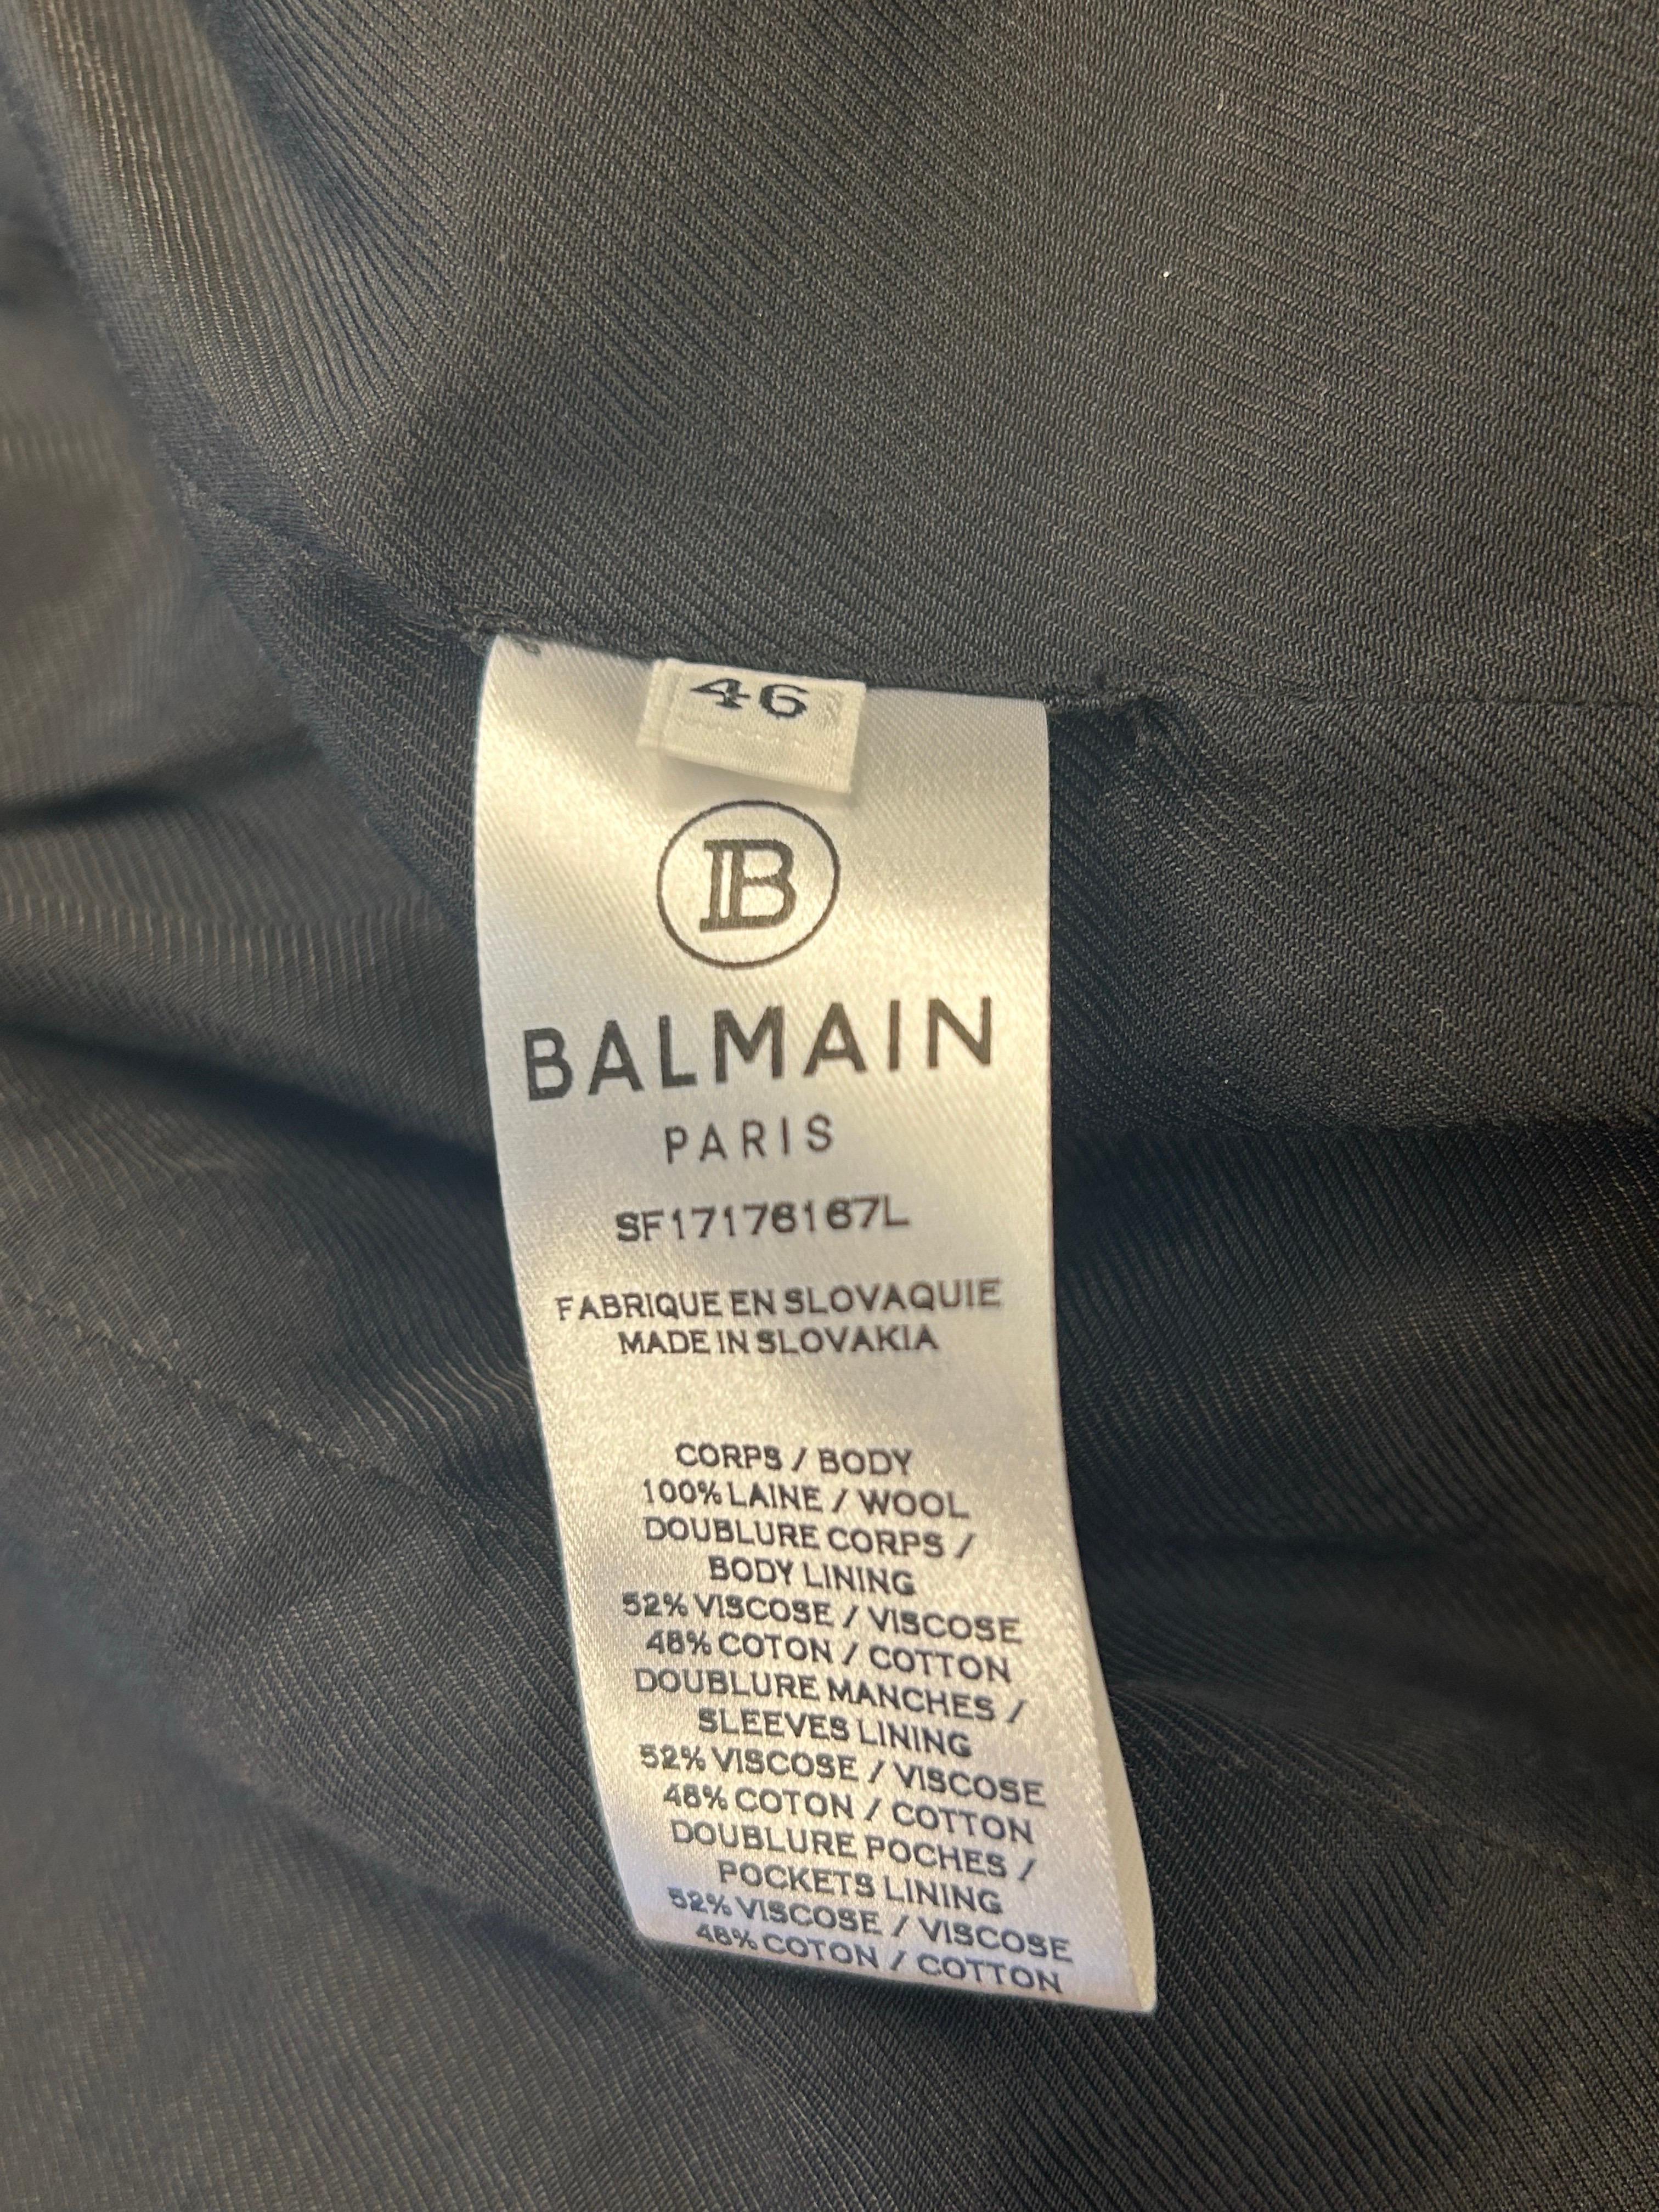 46
B
BALMAIN
PARIS
SF17176167L
FABRIQUE EN SLOVAQUIE
MADE IN SLOVAKIA
CORPS / BODY
100% LAINE / WOOL
DOUBLURE CORPS /
BODY LINING
52% VISCOSE / VISCOSE
48% COTON / COTTON
DOUBLURE MANCHES /
SLEEVES LINING
52% VISCOSE / VISCOSE
48% COTON / COTTON
DOUBLURE POCHES /
POCKETS LINING
52% VISCOSE / VISCOSE
48% COTON / COTTON